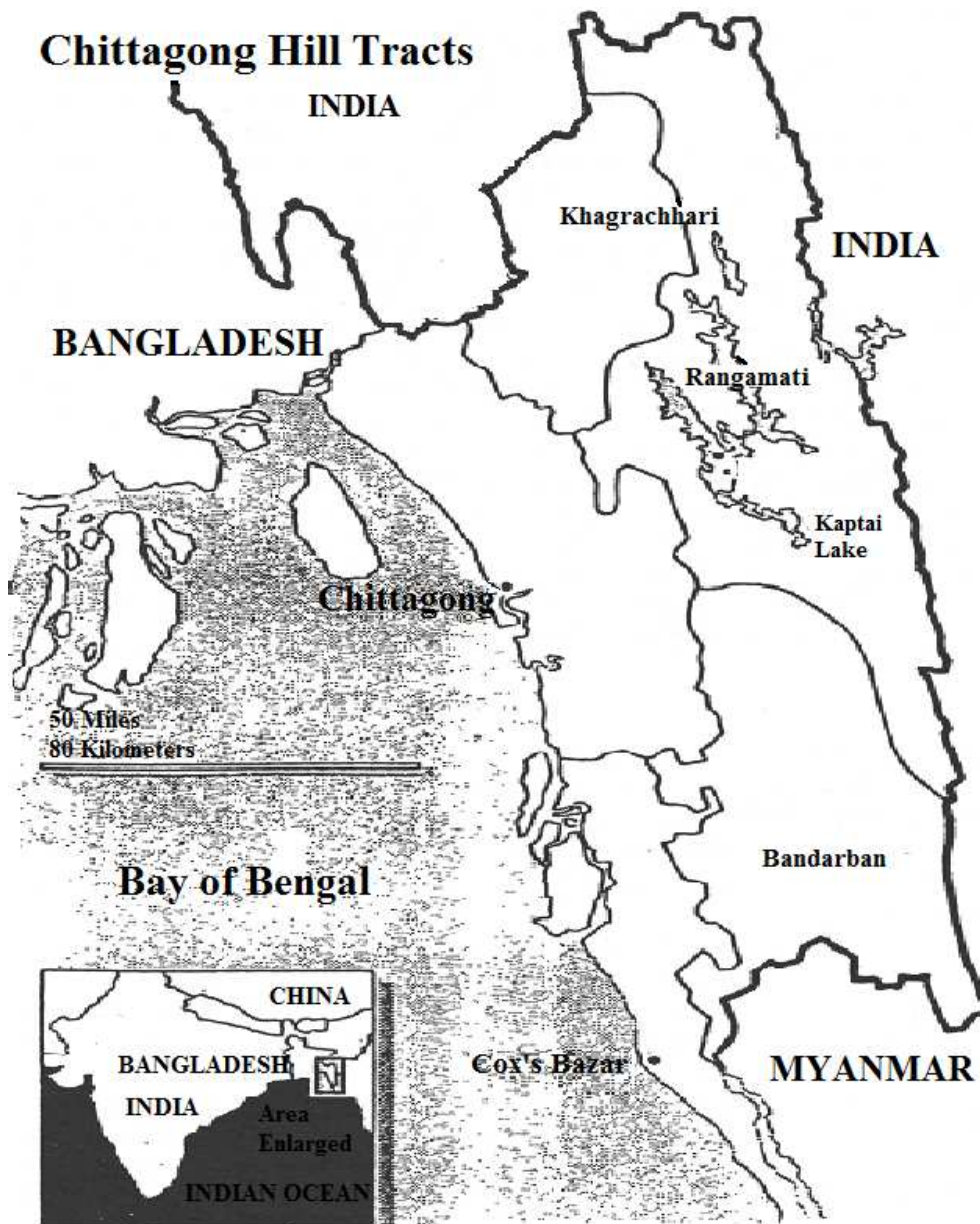 Chittagong Hill Tracts
INDIA
Khagrachhari
INDIA
BANGLADESH
Rangamati
Kaptai
Lake
Chittagong
50 Miles
80 Kilometers
Bandarban
Bay of Bengal
CHINA
BANGLADESH
INDIA
Area
Enlarged
INDIAN OCEAN
Cox's Bazar
MYANMAR